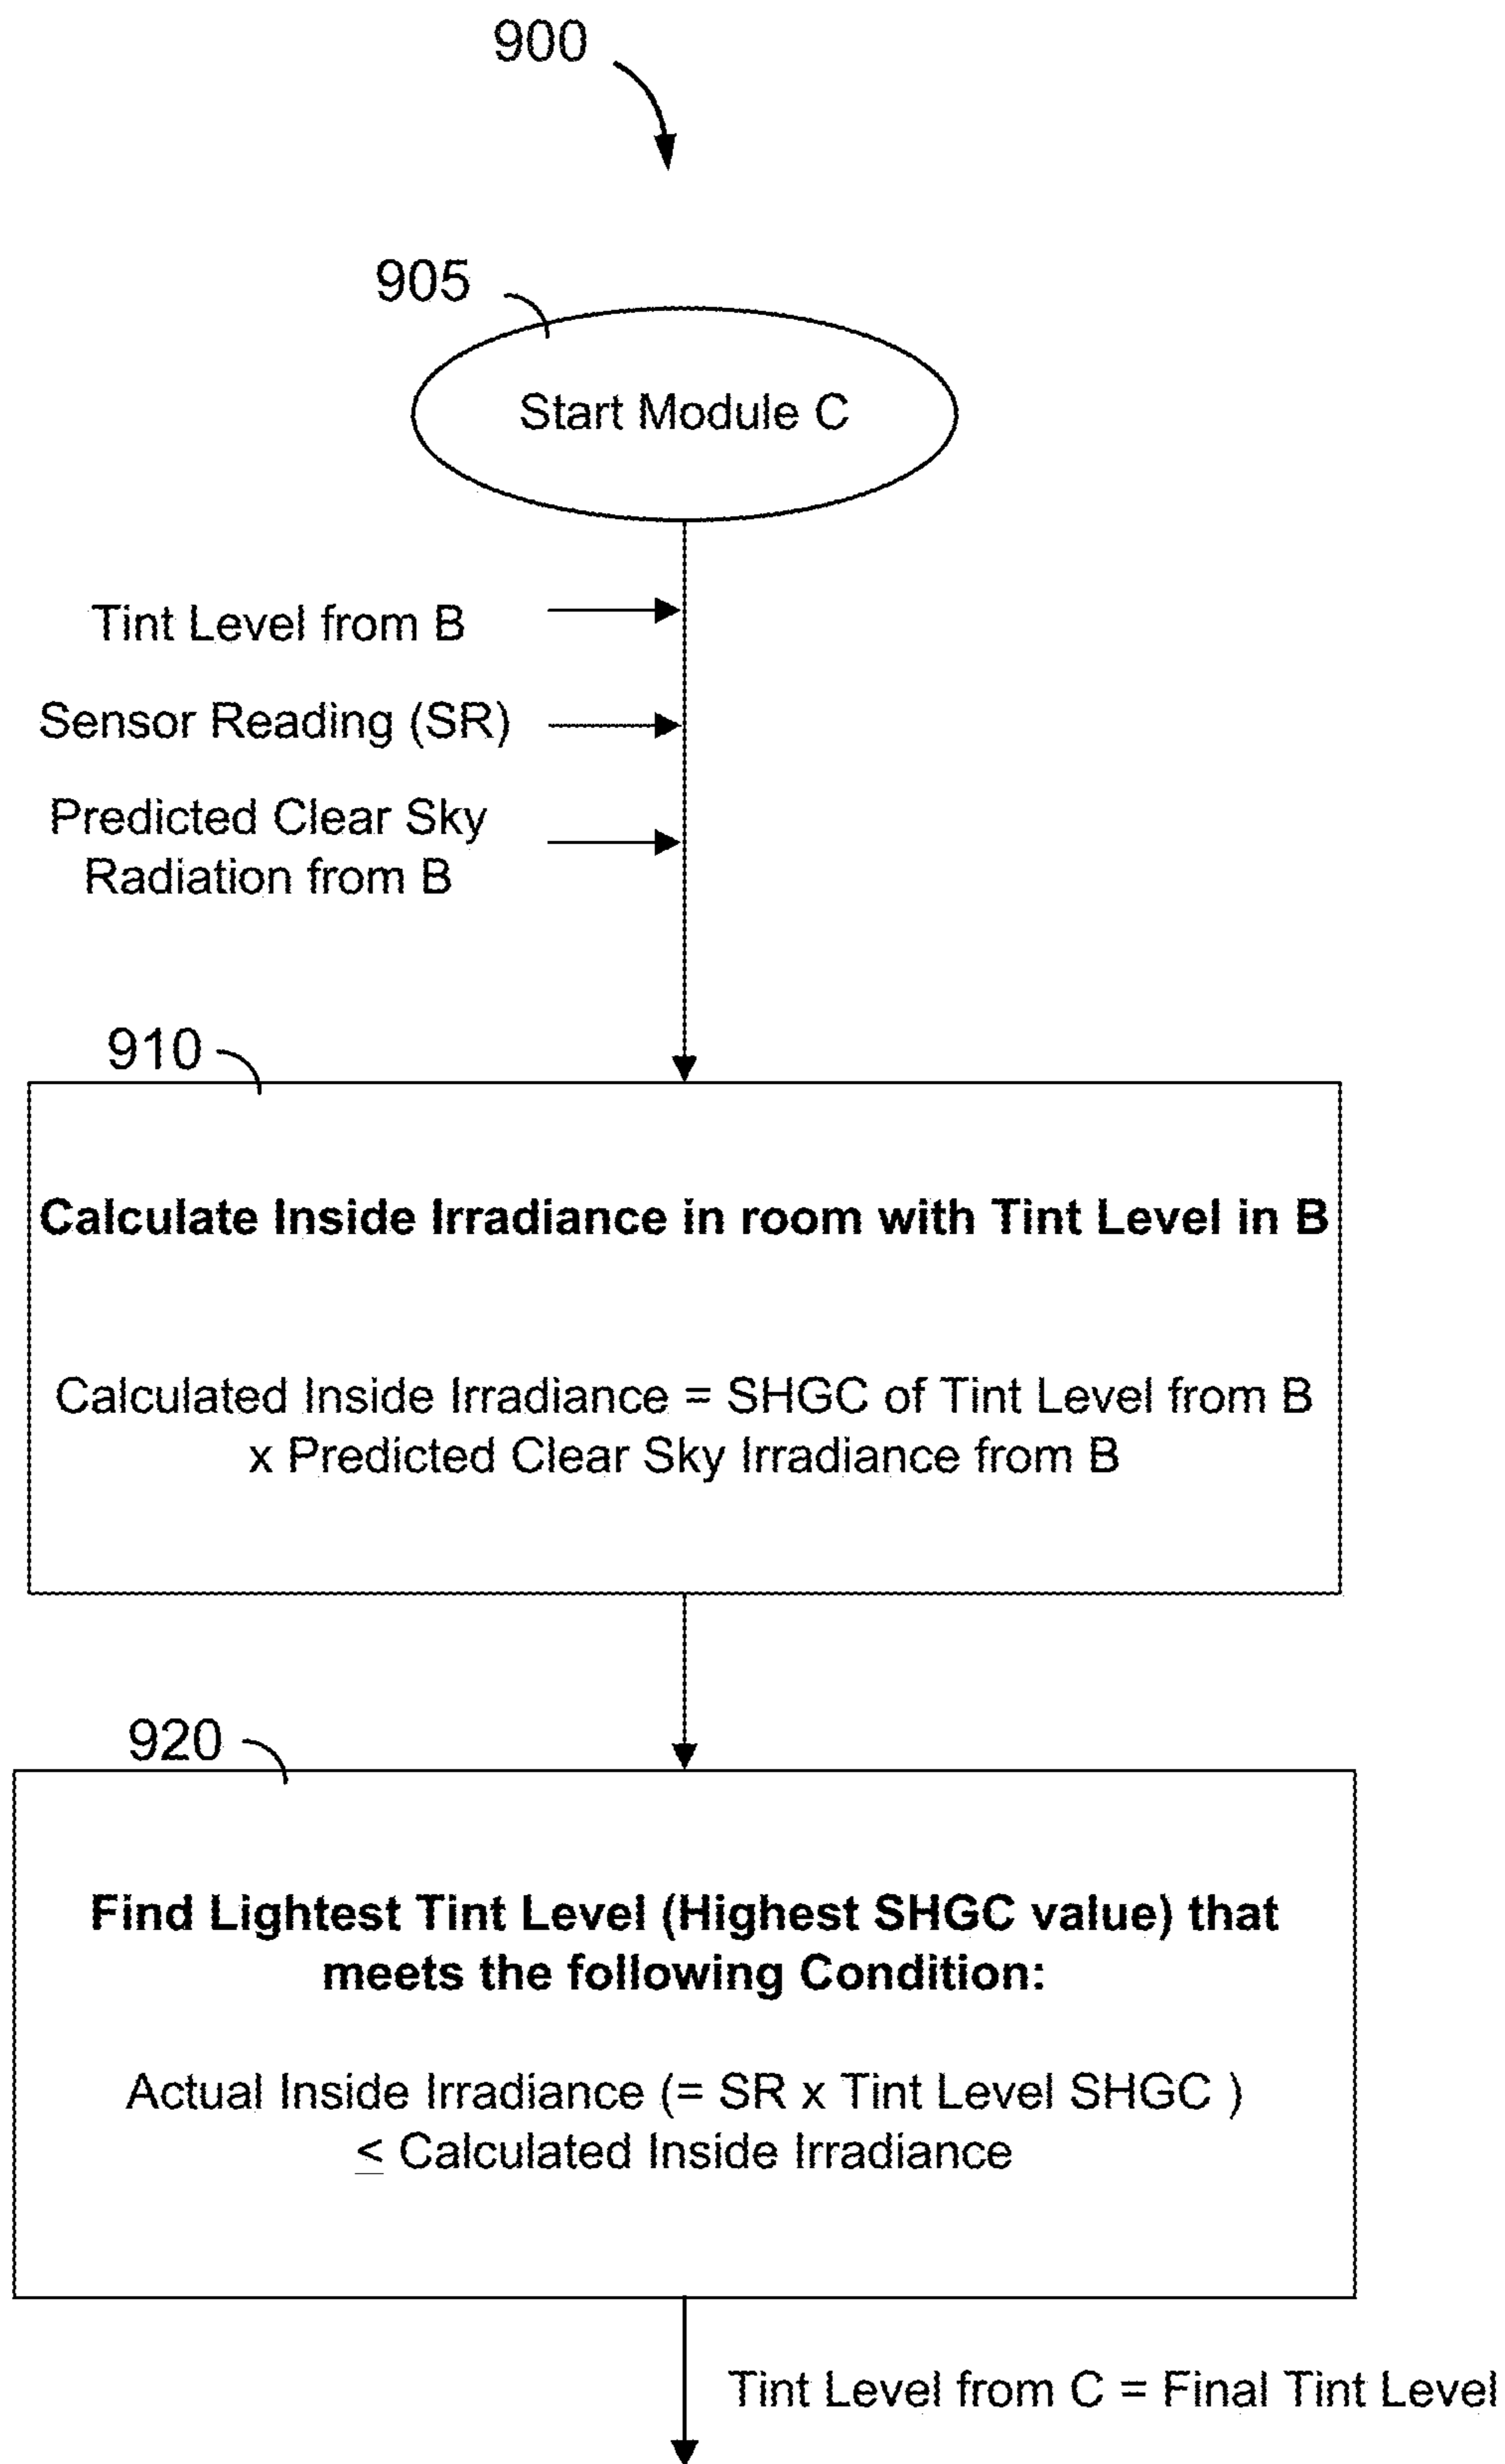 900
905
Start Module C
Tint Level from B
Sensor Reading (SR)
Predicted Clear Sky
Radiation from B
910
Calculate Inside Irradiance in room with Tint Level in B
Calculated Inside Irradiance = SHGC of Tint Level from B
x Predicted Clear Sky Irradiance from B
920
Find Lightest Tint Level (Highest SHGC value) that
meets the following Condition:
Actual Inside Irradiance (= SR x Tint Level SHGC )
≤ Calculated Inside Irradiance
Tint Level from C = Final Tint Level